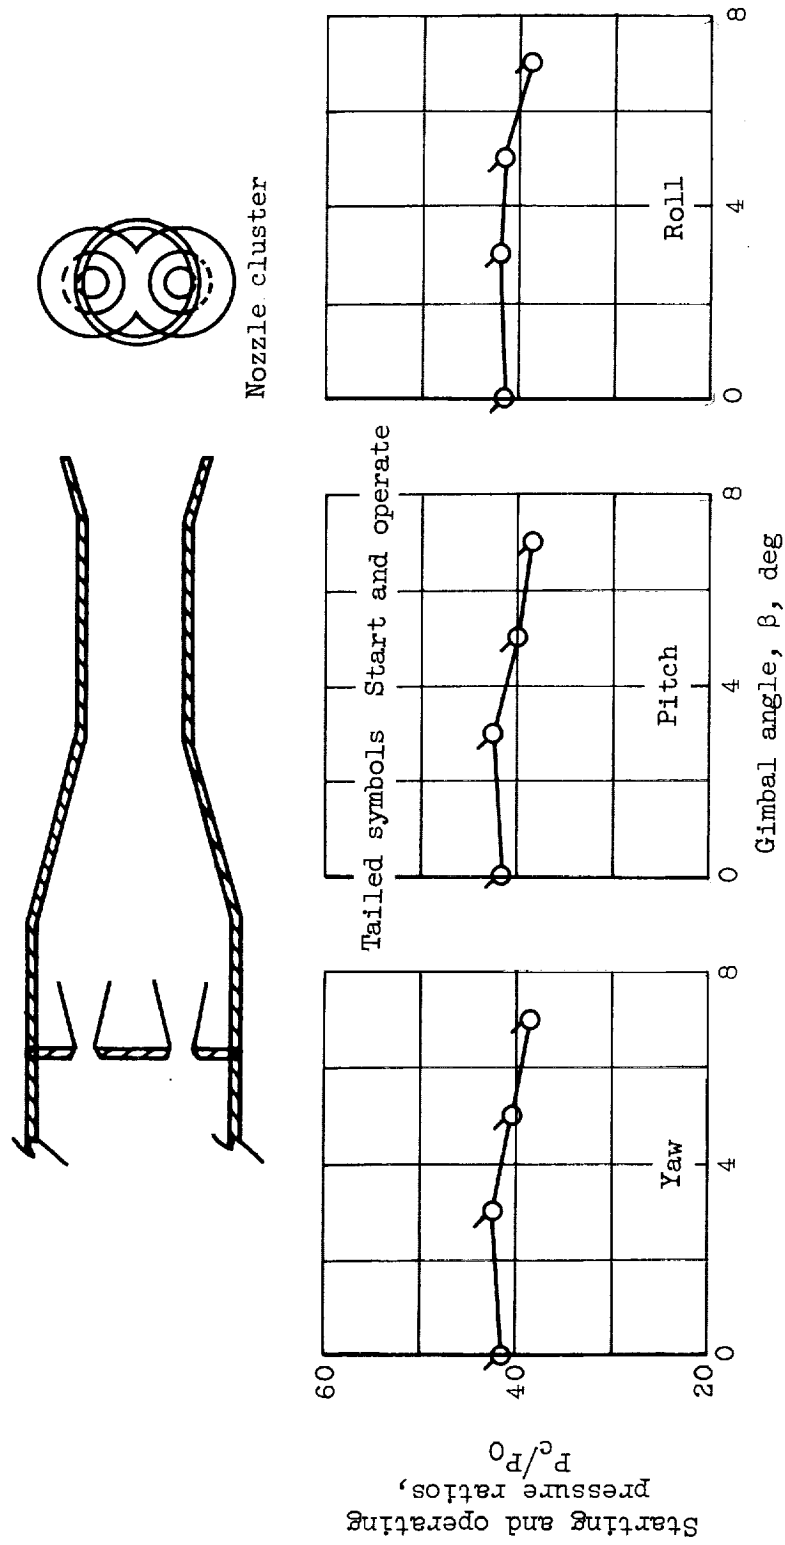 Nozzle cluster
Tailed symbols Start and operate
Starting and operating
pressure ratios,
Pc/P0
60
40
20
Yaw
0
4
8
Pitch
0
4
8
Roll
0
4
8
Gimbal angle, β, deg